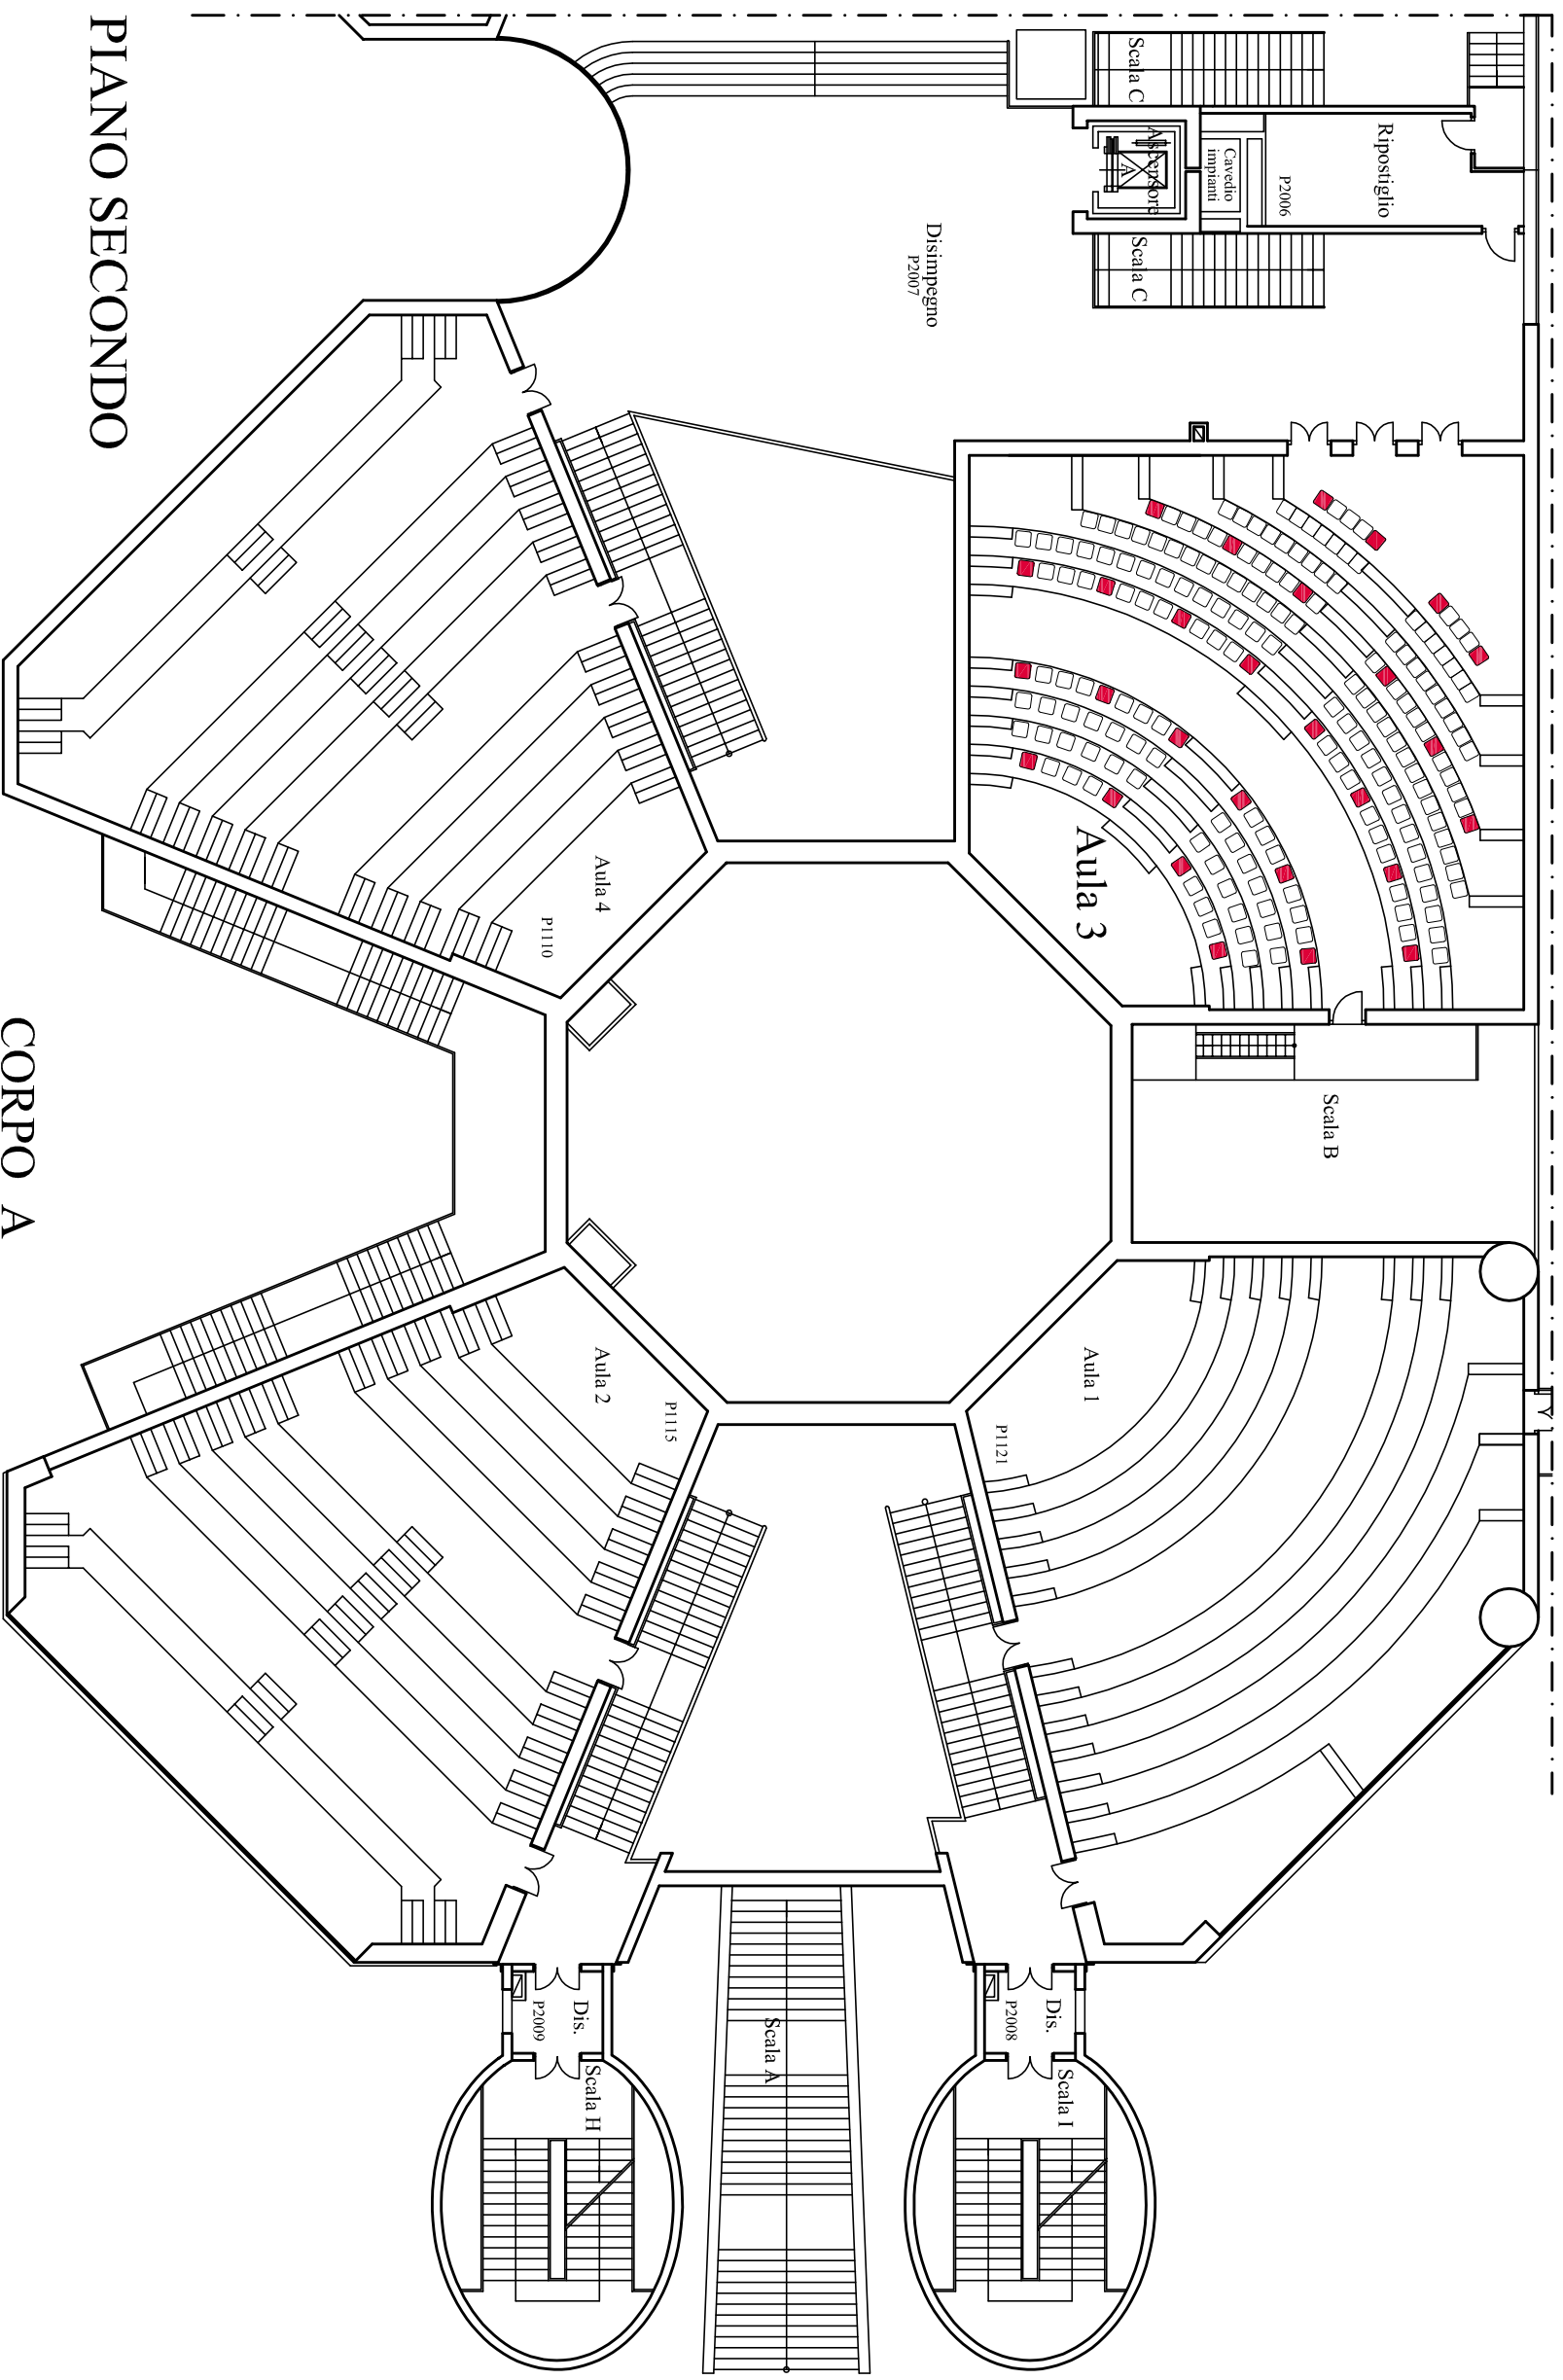 Scala C
Ascensore
A
Cavedio
impianti
P2006
Ripostiglio
Scala C
Disimpegno
P2007
PIANO SECONDO
Aula 3
Aula 4
P1110
CORPO A
Scala B
Aula 1
P1121
Aula 2
P1115
Dis.
P2008
Scala I
Dis.
P2009
Scala H
Scala A